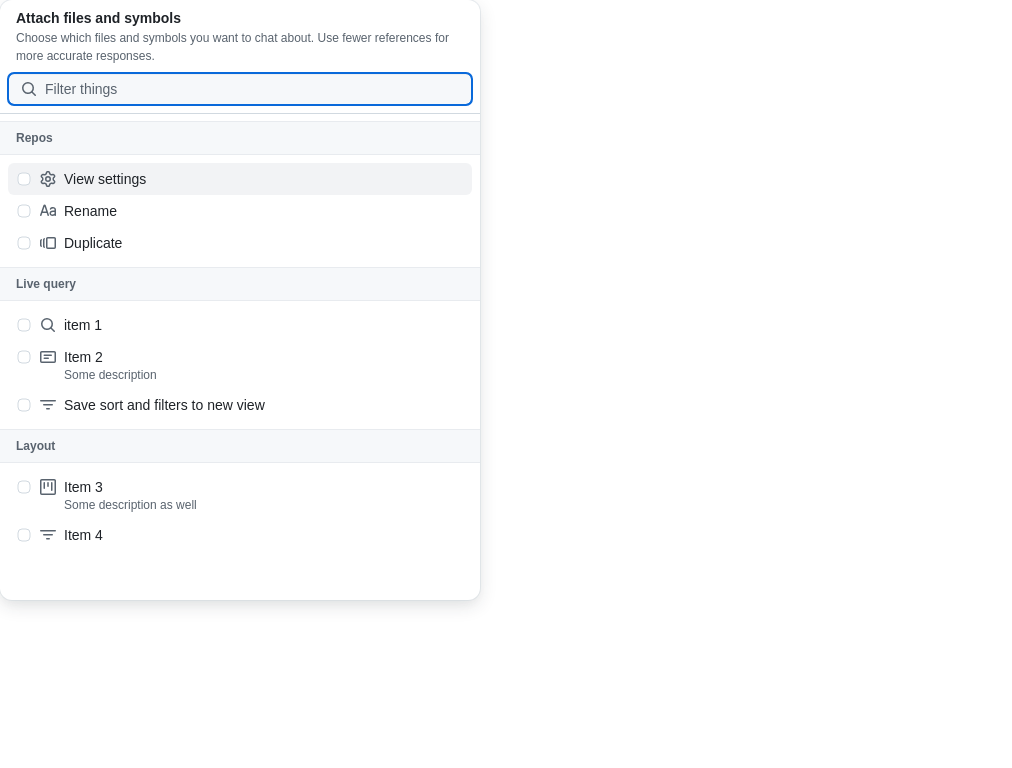 Attach files and symbols
Choose which files and symbols you want to chat about. Use fewer references for
more accurate responses.
Filter things
Repos
View settings
Rename
Duplicate
Live query
item 1
Item 2
Some description
Save sort and filters to new view
Layout
Item 3
Some description as well
Item 4